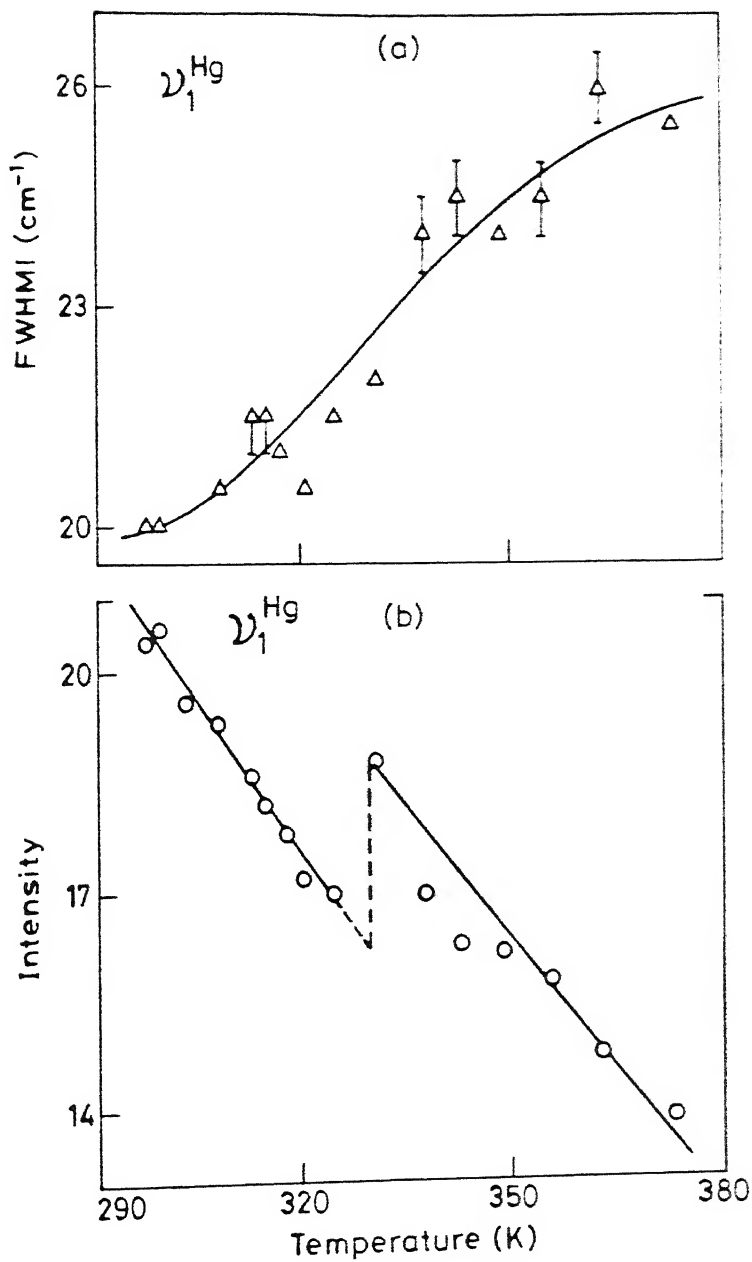 (a)
ν₁ᴴᵍ
26
23
20
FWHMI (cm⁻¹)
(b)
ν₁ᴴᵍ
20
17
14
Intensity
290 320 350 380
Temperature (K)